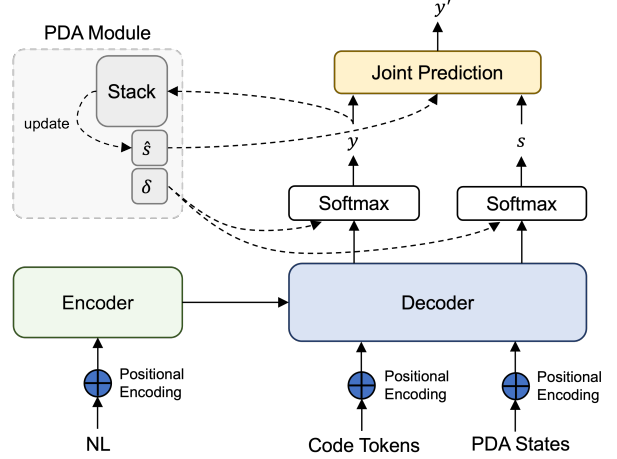 y′
PDA Module
Joint Prediction
Stack
update
ŝ
y
s
δ
Softmax
Softmax
Encoder
Decoder
Positional
Encoding
Positional
Encoding
Positional
Encoding
NL
Code Tokens
PDA States